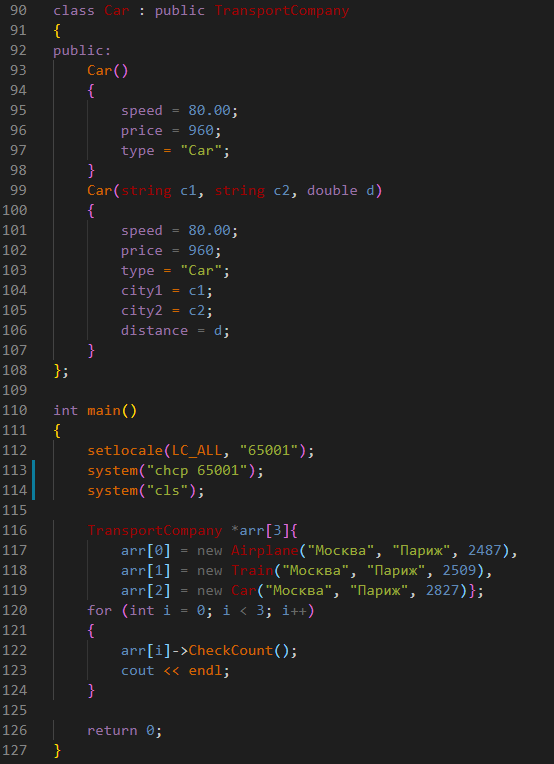 90 class Car : public TransportCompany
91 {
92 public:
93     Car()
94     {
95         speed = 80.00;
96         price = 960;
97         type = "Car";
98     }
99     Car(string c1, string c2, double d)
100     {
101         speed = 80.00;
102         price = 960;
103         type = "Car";
104         city1 = c1;
105         city2 = c2;
106         distance = d;
107     }
108 };
109
110 int main()
111 {
112     setlocale(LC_ALL, "65001");
113     system("chcp 65001");
114     system("cls");
115
116     TransportCompany *arr[3]{
117         arr[0] = new Airplane("Москва", "Париж", 2487),
118         arr[1] = new Train("Москва", "Париж", 2509),
119         arr[2] = new Car("Москва", "Париж", 2827)};
120     for (int i = 0; i < 3; i++)
121     {
122         arr[i]->CheckCount();
123         cout << endl;
124     }
125
126     return 0;
127 }